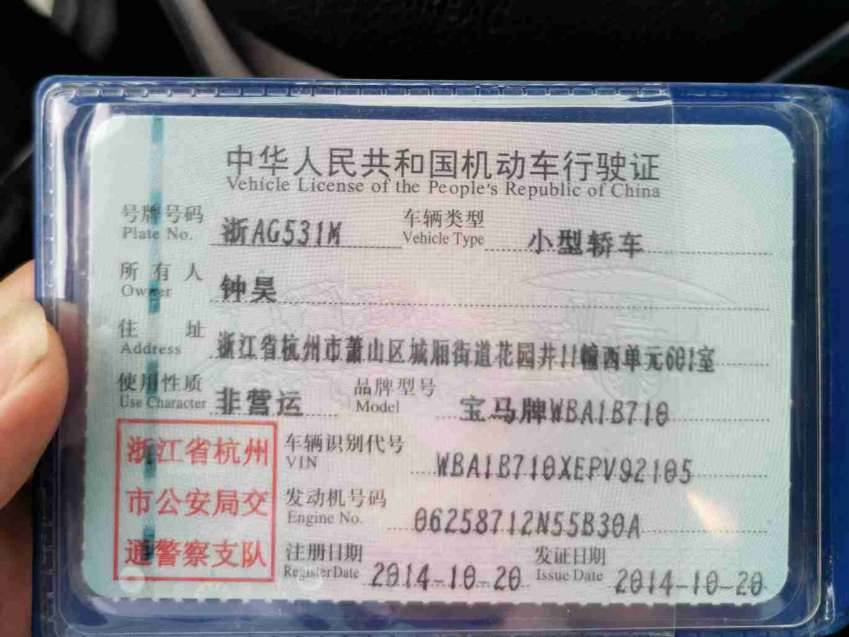 中华人民共和国机动车行驶证
Vehicle License of the People's Republic of China
号牌号码 浙AG531M 车辆类型 小型轿车
Plate No. Vehicle Type
所有人 钟昊
Owner
住址 浙江省杭州市萧山区城厢街道花园井11幢西单元601室
Address
使用性质 非营运 品牌型号 宝马牌WBA1B710
Use Character Model
浙江省杭州
市公安局交
通警察支队
车辆识别代号 WBA1B710XEPV92105
VIN
发动机号码 06258712N55B30A
Engine No.
注册日期 2014-10-20 发证日期 2014-10-20
Register Date Issue Date